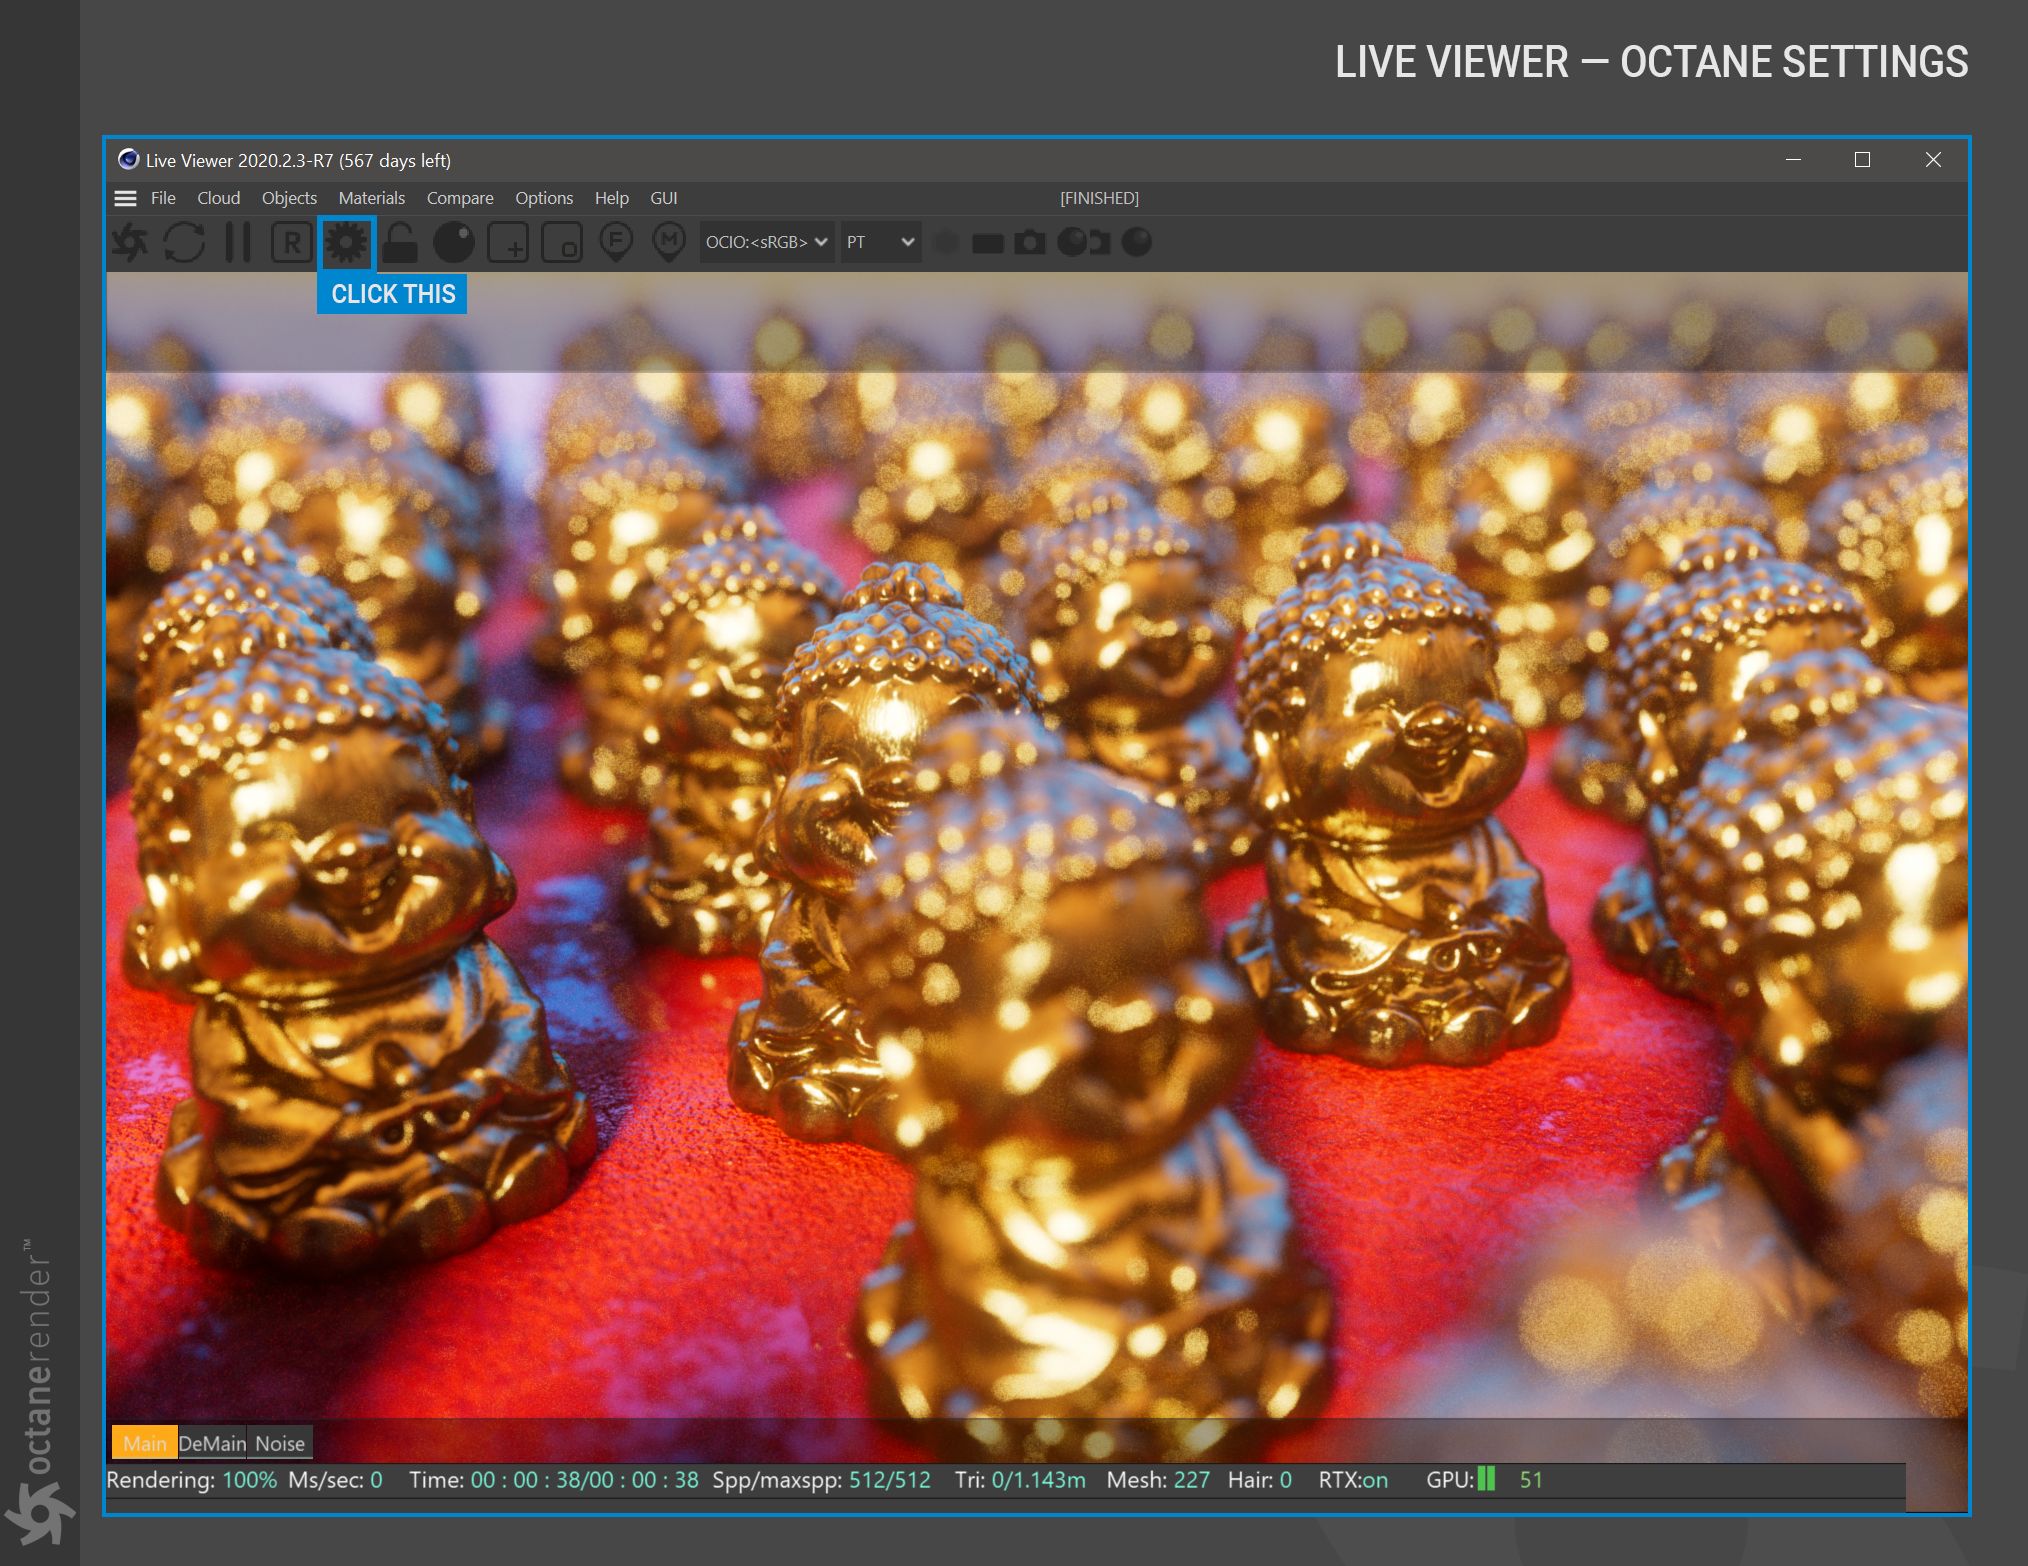 LIVE VIEWER — OCTANE SETTINGS
Live Viewer 2020.2.3-R7 (567 days left)
File Cloud Objects Materials Compare Options Help GUI [FINISHED]
R F M OCIO:<sRGB> PT
CLICK THIS
Main DeMain Noise
Rendering: 100% Ms/sec: 0 Time: 00 : 00 : 38/00 : 00 : 38 Spp/maxspp: 512/512 Tri: 0/1.143m Mesh: 227 Hair: 0 RTX:on GPU: 51
octanerender™